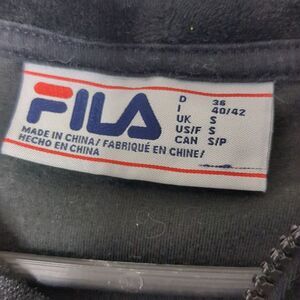 FILA
D 36
I 40/42
UK S
US/F S
CAN S/P
MADE IN CHINA/ FABRIQUÉ EN CHINE/
HECHO EN CHINA